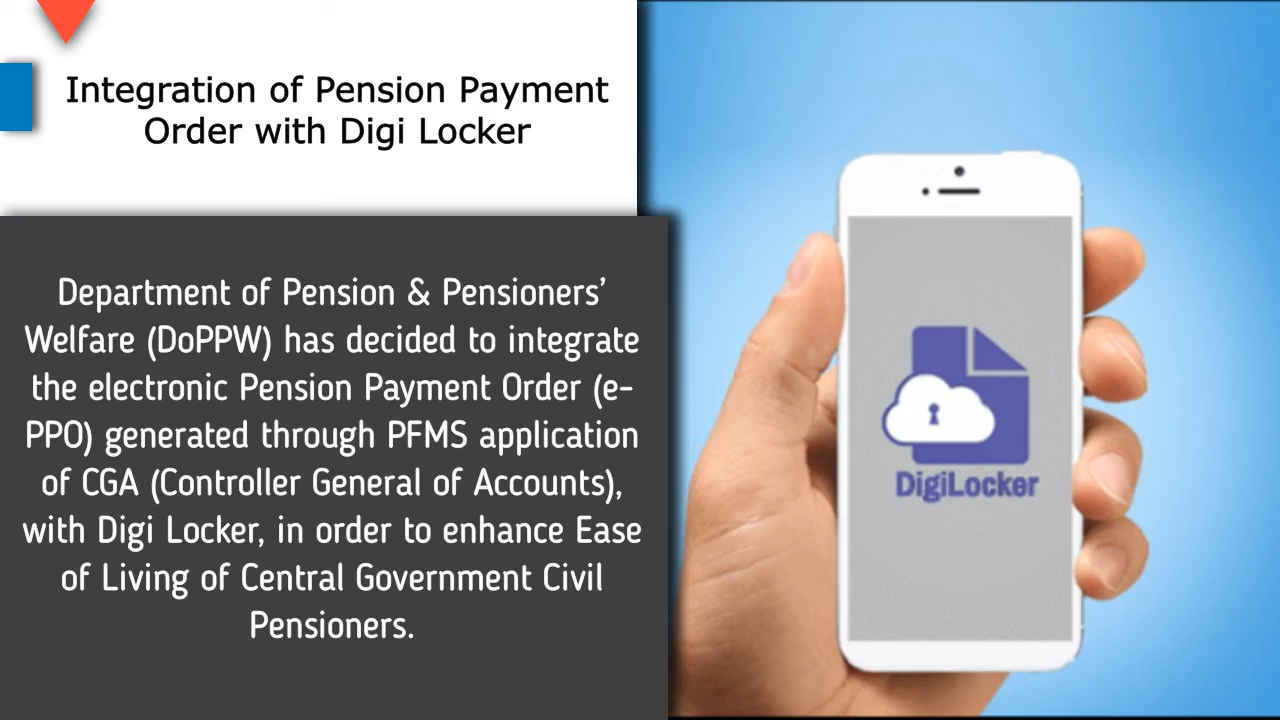 Integration of Pension Payment
Order with Digi Locker
Department of Pension & Pensioners’
Welfare (DoPPW) has decided to integrate
the electronic Pension Payment Order (e-
PPO) generated through PFMS application
of CGA (Controller General of Accounts),
with Digi Locker, in order to enhance Ease
of Living of Central Government Civil
Pensioners.
DigiLocker